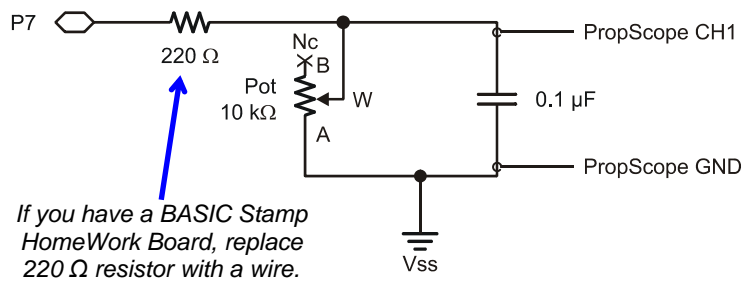 P7
220 Ω
Nc
B
Pot
10 kΩ
W
A
PropScope CH1
0.1 µF
PropScope GND
Vss
If you have a BASIC Stamp
HomeWork Board, replace
220 Ω resistor with a wire.